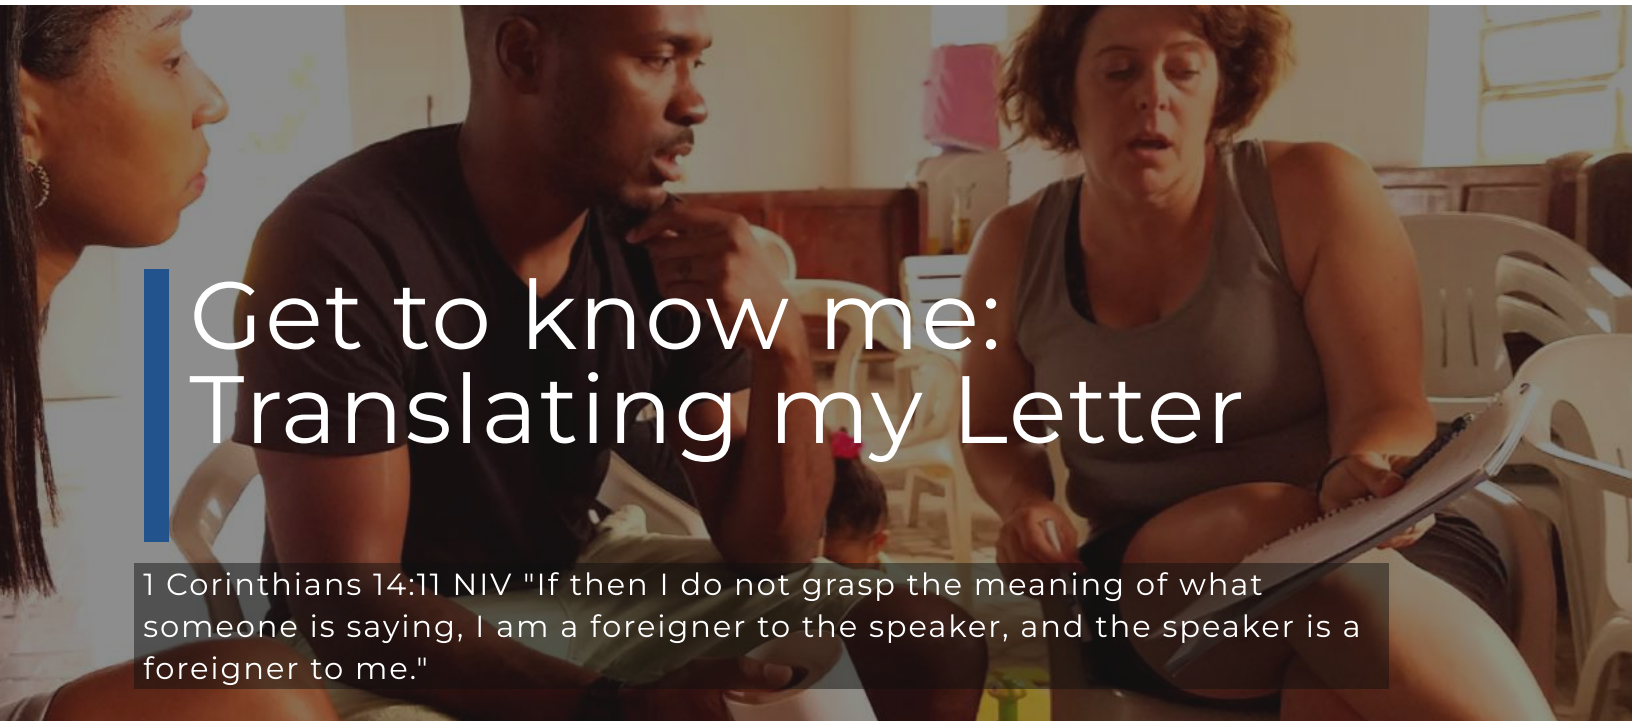 Get to know me:
Translating my Letter
1 Corinthians 14:11 NIV "If then I do not grasp the meaning of what
someone is saying, I am a foreigner to the speaker, and the speaker is a
foreigner to me."